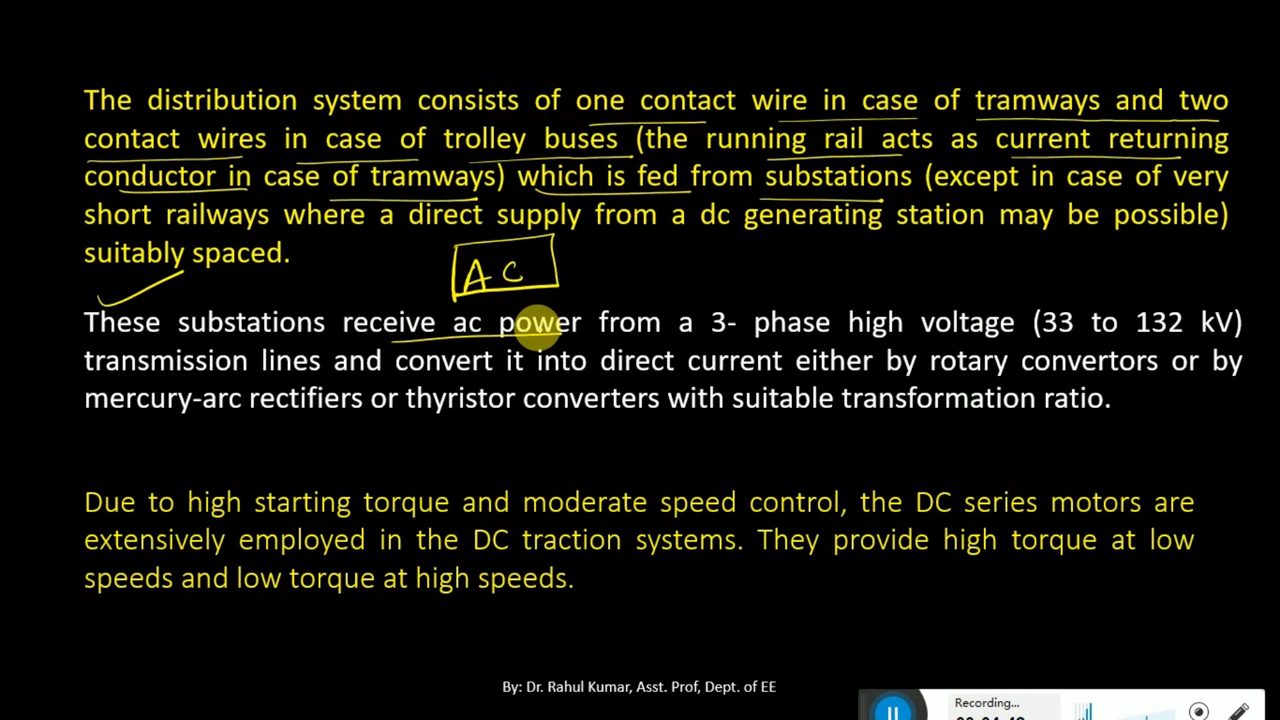 The distribution system consists of one contact wire in case of tramways and two
contact wires in case of trolley buses (the running rail acts as current returning
conductor in case of tramways) which is fed from substations (except in case of very
short railways where a direct supply from a dc generating station may be possible)
suitably spaced.
AC
These substations receive ac power from a 3- phase high voltage (33 to 132 kV)
transmission lines and convert it into direct current either by rotary convertors or by
mercury-arc rectifiers or thyristor converters with suitable transformation ratio.
Due to high starting torque and moderate speed control, the DC series motors are
extensively employed in the DC traction systems. They provide high torque at low
speeds and low torque at high speeds.
By: Dr. Rahul Kumar, Asst. Prof, Dept. of EE
Recording...